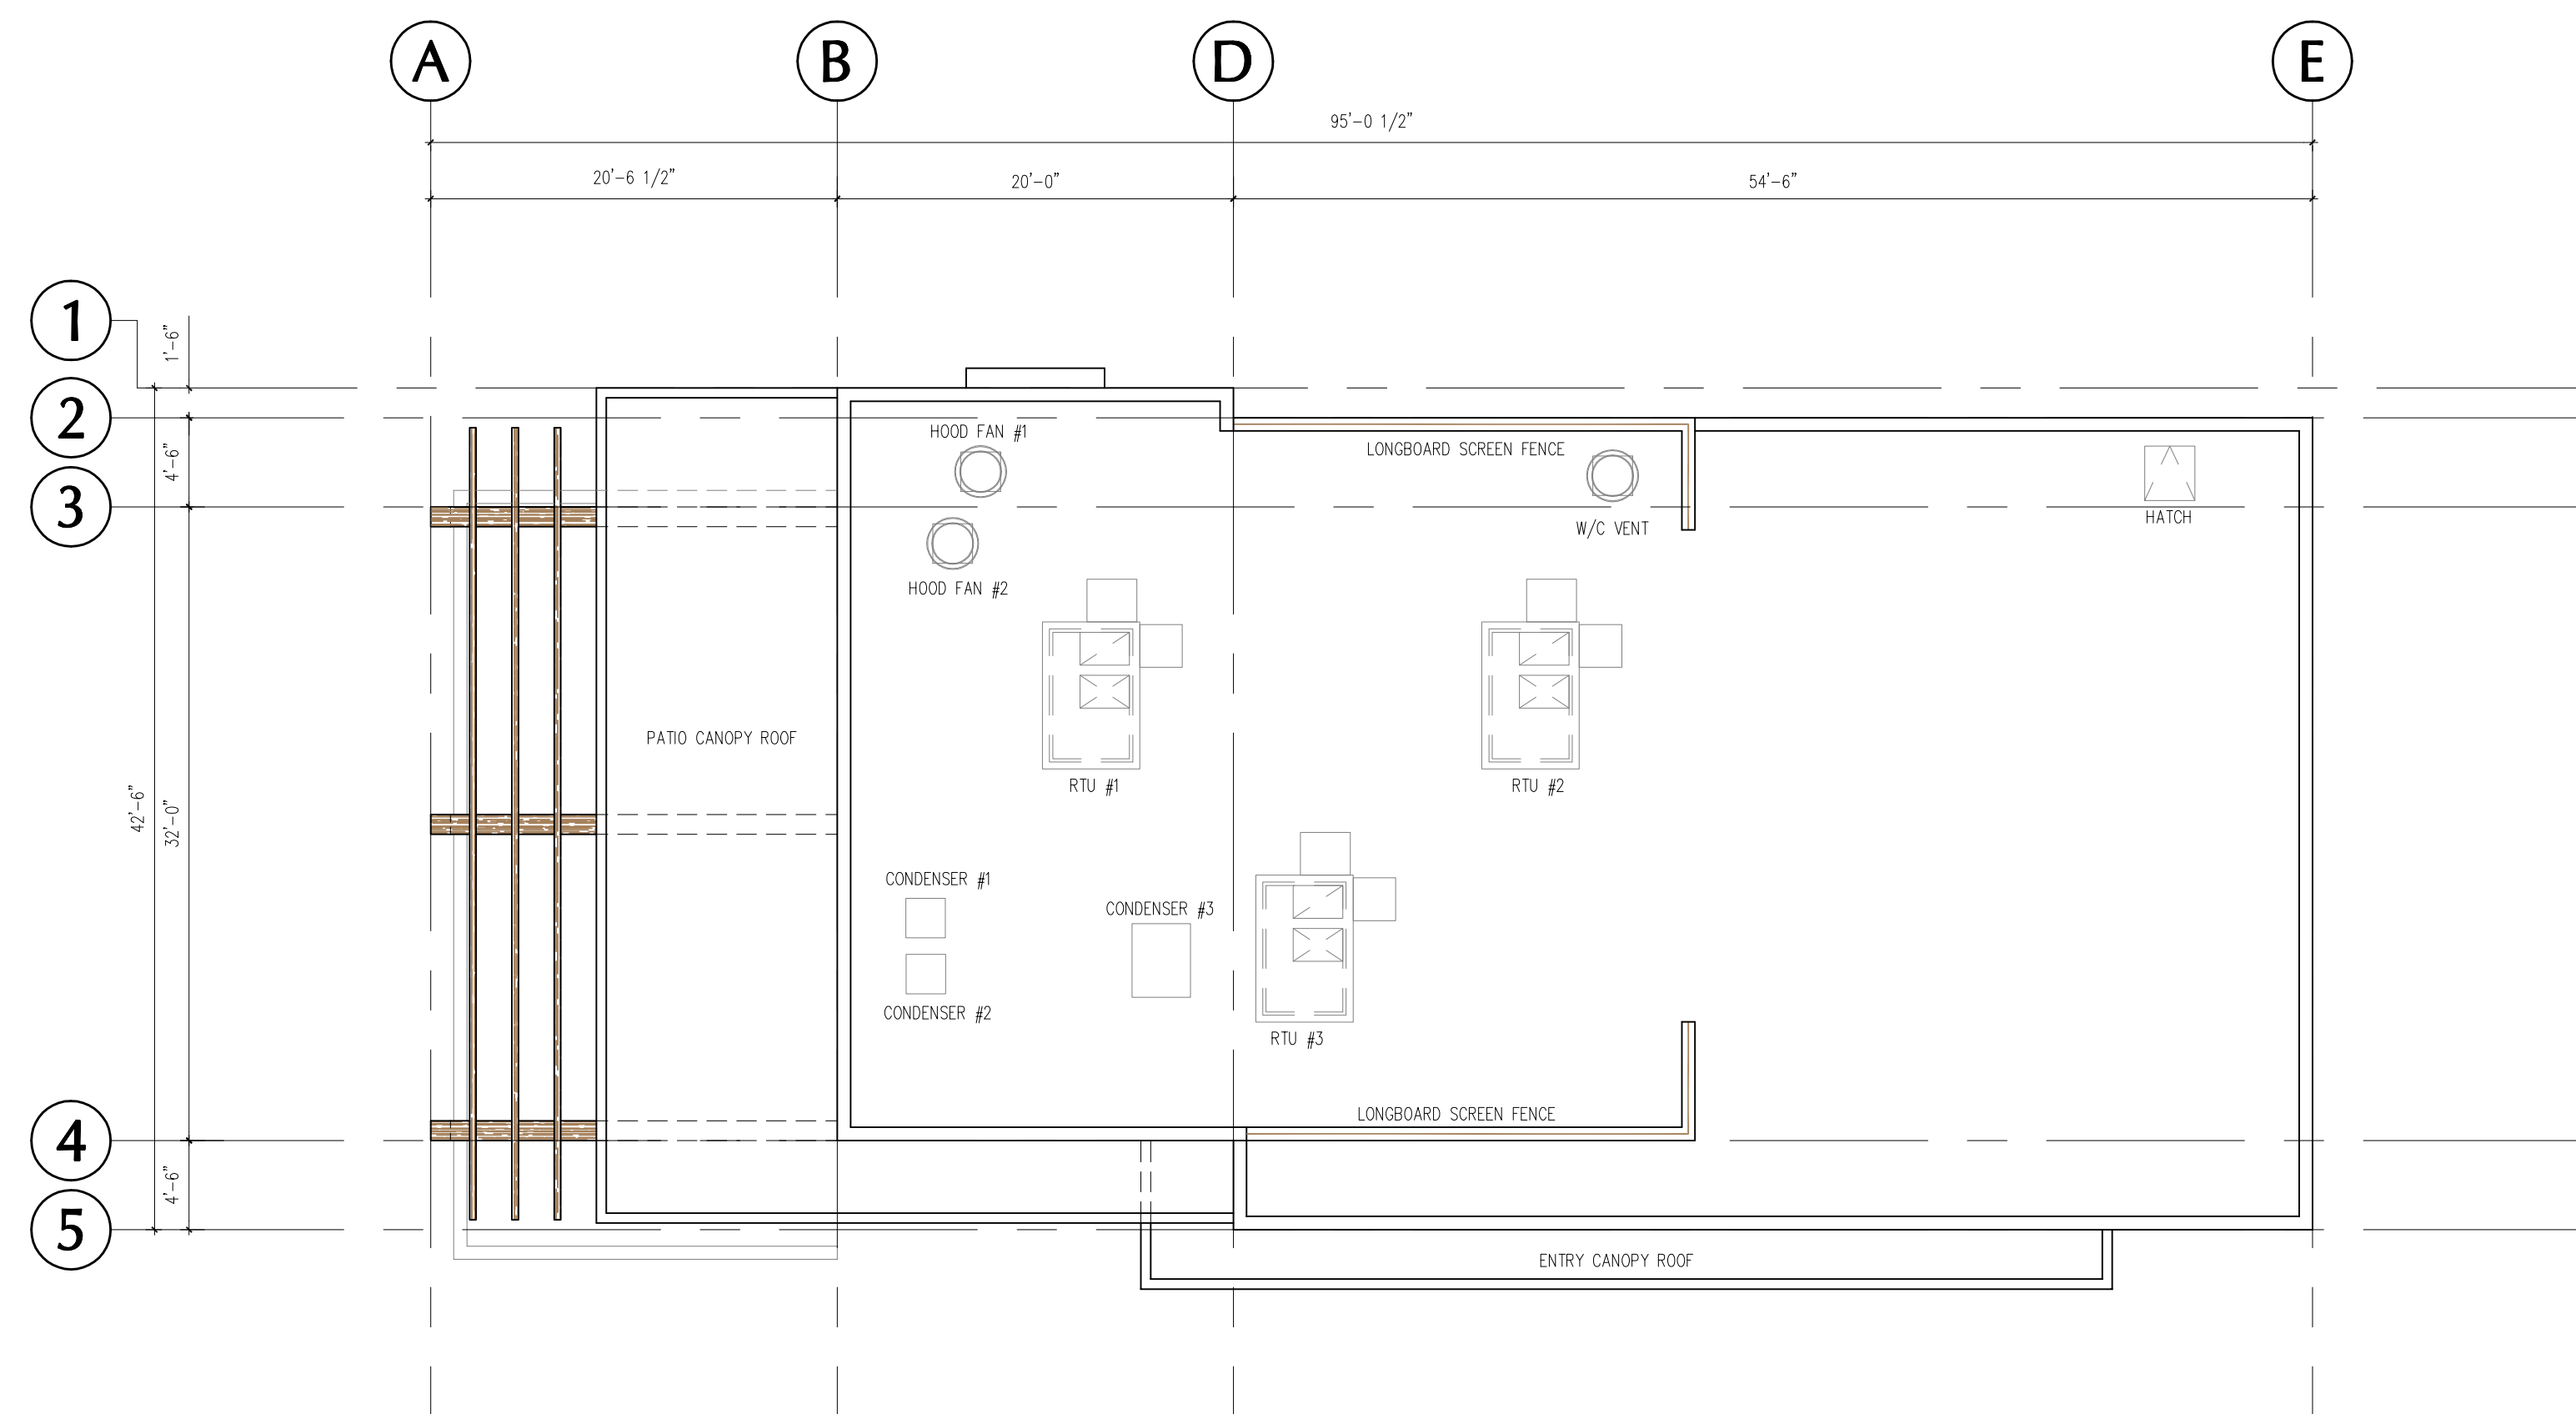 A
B
D
E
95'-0 1/2"
20'-6 1/2"
20'-0"
54'-6"
1
1'-6"
2
HOOD FAN #1
LONGBOARD SCREEN FENCE
4'-6"
3
W/C VENT
HATCH
HOOD FAN #2
PATIO CANOPY ROOF
RTU #1
RTU #2
42'-6"
32'-0"
CONDENSER #1
CONDENSER #3
CONDENSER #2
RTU #3
LONGBOARD SCREEN FENCE
4
4'-6"
5
ENTRY CANOPY ROOF